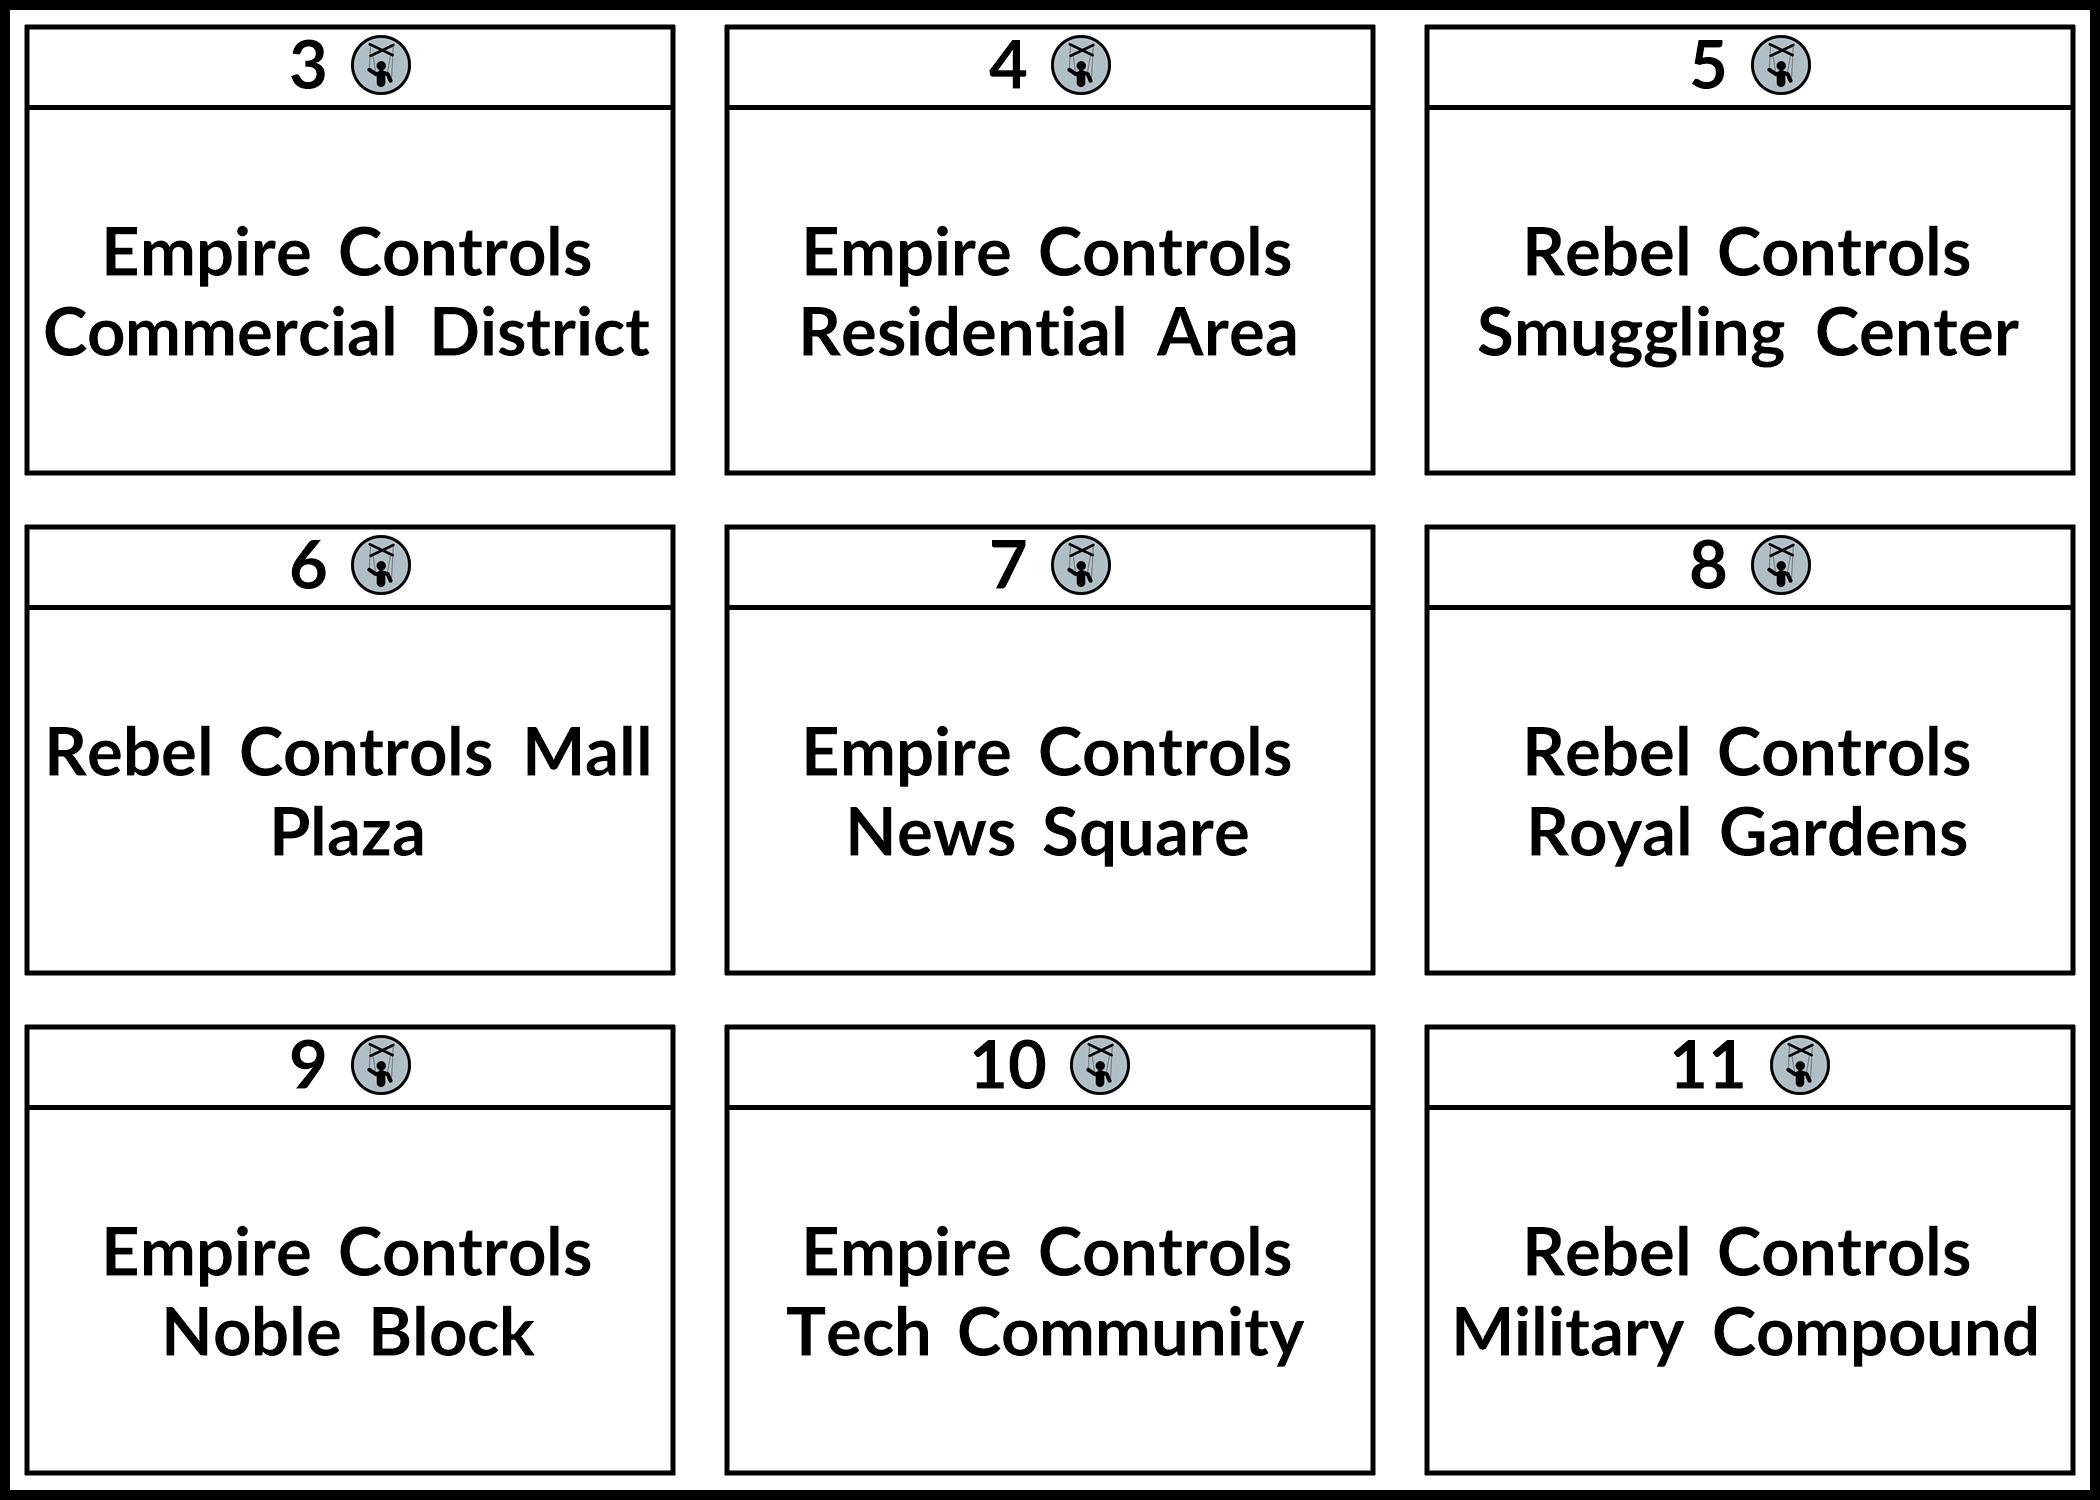 3
Empire Controls
Commercial District
4
Empire Controls
Residential Area
5
Rebel Controls
Smuggling Center
6
Rebel Controls Mall
Plaza
7
Empire Controls
News Square
8
Rebel Controls
Royal Gardens
9
Empire Controls
Noble Block
10
Empire Controls
Tech Community
11
Rebel Controls
Military Compound